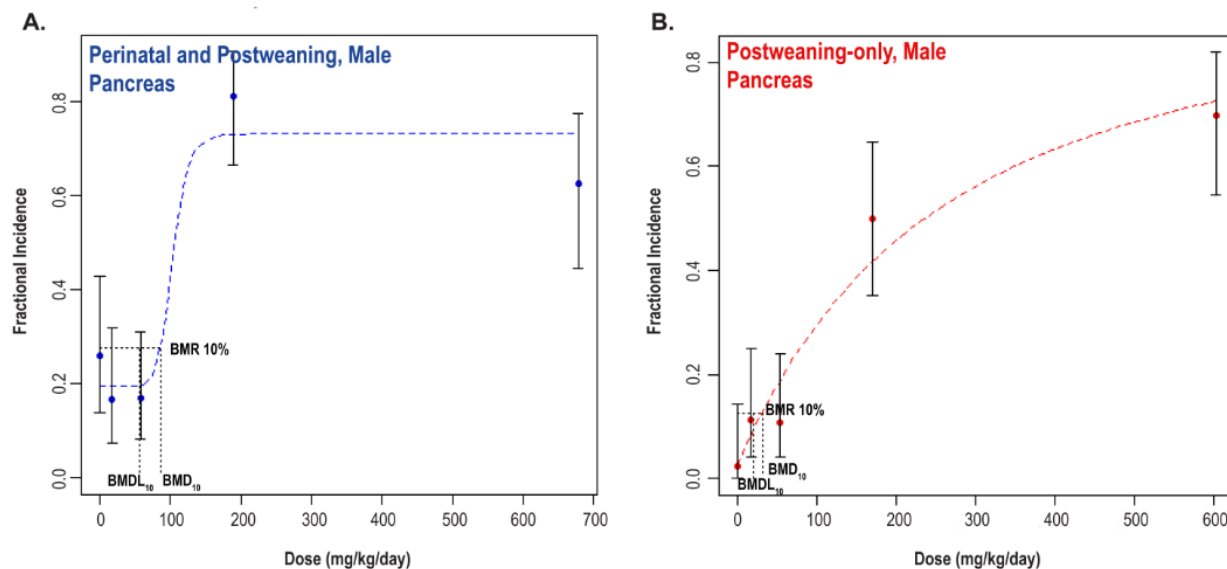 A.
Perinatal and Postweaning, Male
Pancreas
Fractional Incidence
0.8
0.6
0.4
0.2
0.0
BMR 10%
BMDL₁₀
BMD₁₀
0
100
200
300
400
500
600
700
Dose (mg/kg/day)
B.
Postweaning-only, Male
Pancreas
Fractional Incidence
0.8
0.6
0.4
0.2
0.0
BMR 10%
BMD₁₀
BMDL₁₀
0
100
200
300
400
500
600
Dose (mg/kg/day)